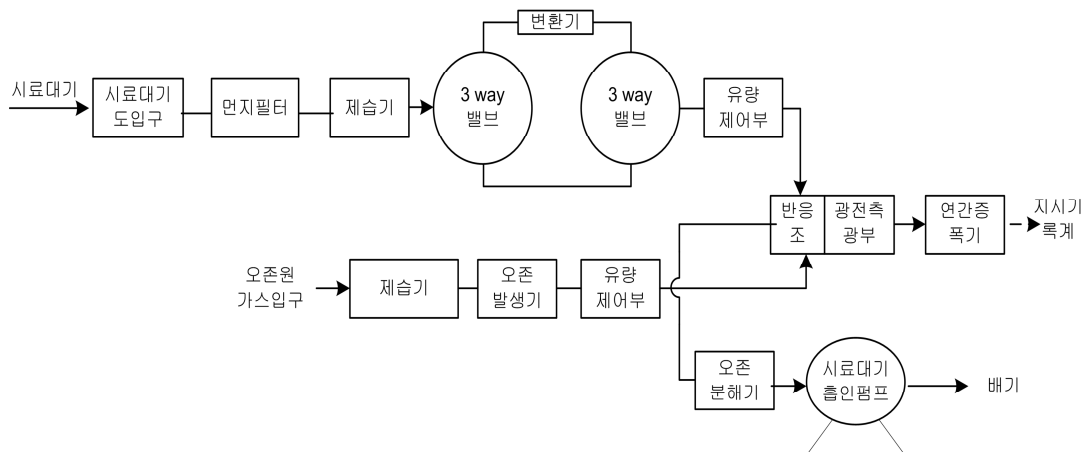 변환기
시료대기
시료대기
도입구
먼지필터
제습기
3 way
밸브
3 way
밸브
유량
제어부
반응
조
광전측
광부
연간증
폭기
지시기
록계
오존원
가스입구
제습기
오존
발생기
유량
제어부
오존
분해기
시료대기
흡인펌프
배기